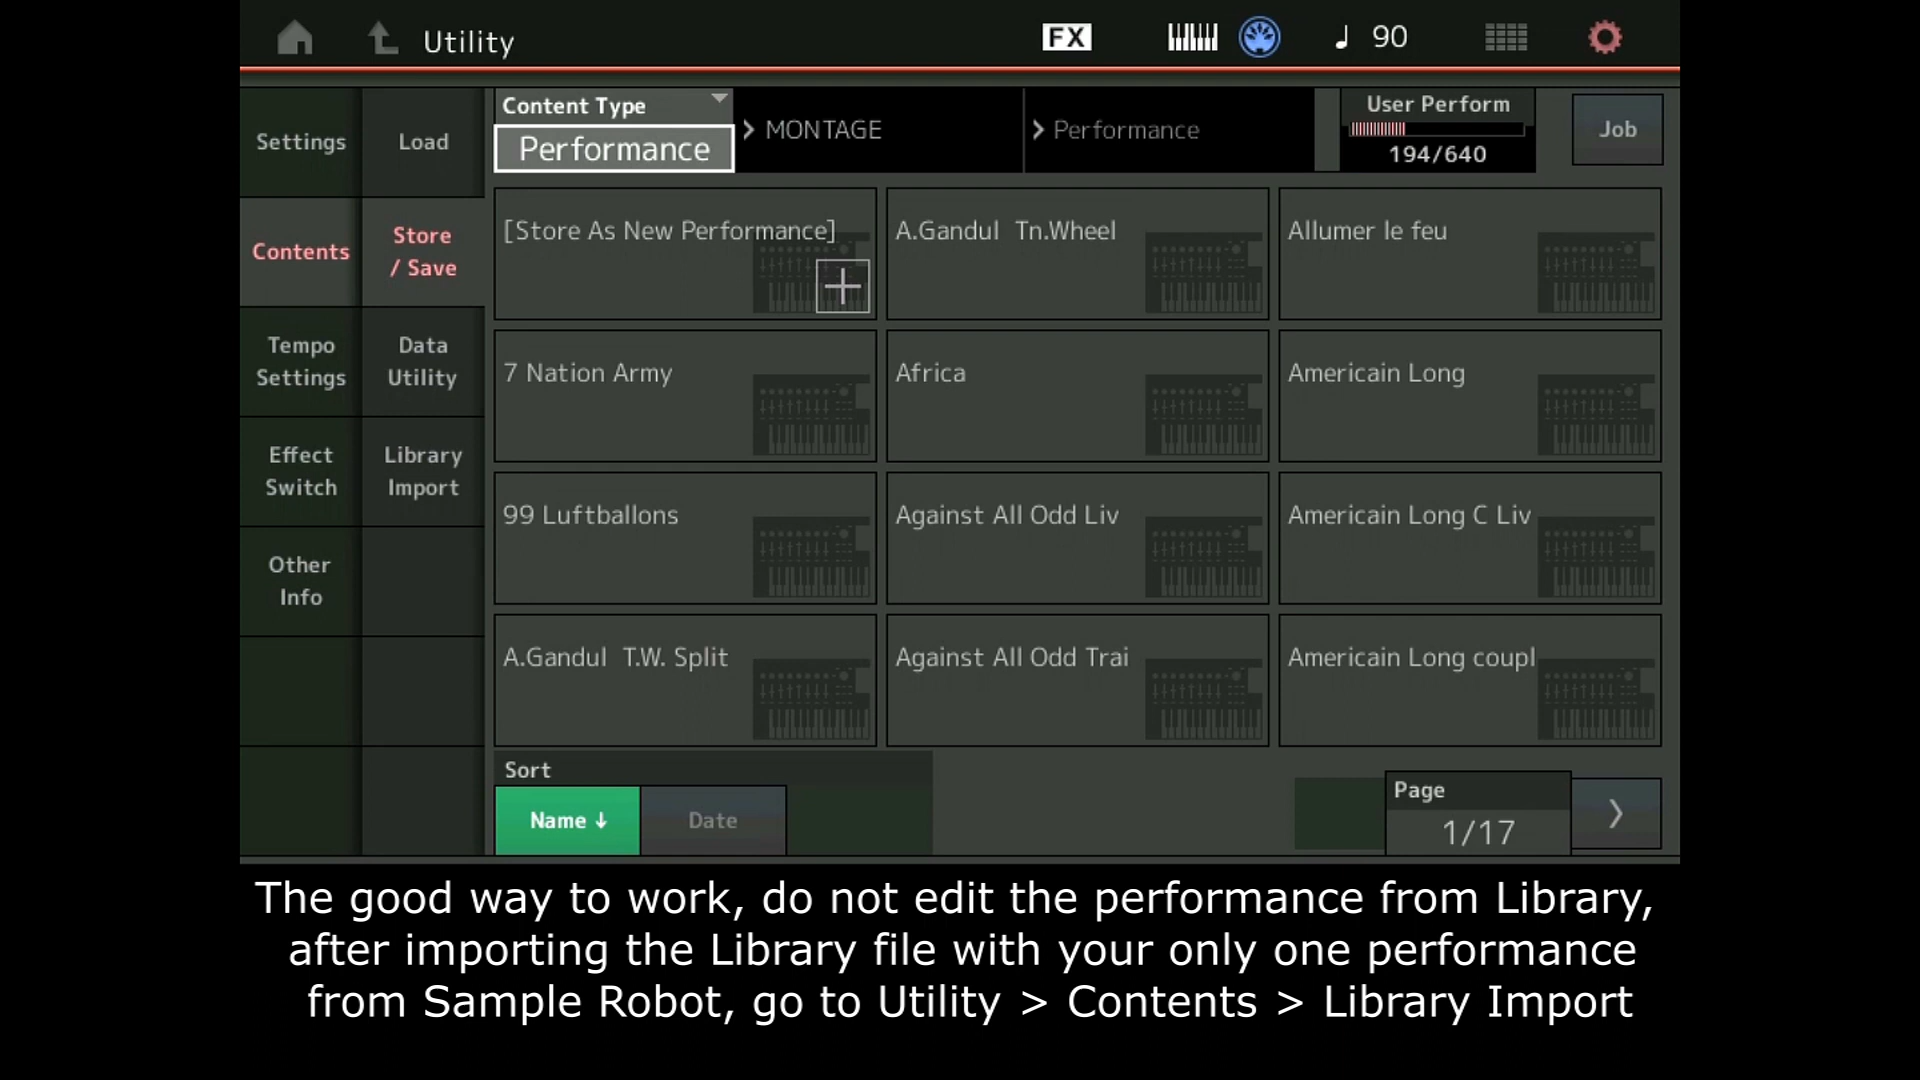 Utility
FX
90
Settings
Load
Content Type
Performance
MONTAGE
Performance
User Perform
194/640
Job
Contents
Store
/ Save
Tempo
Settings
Data
Utility
Effect
Switch
Library
Import
Other
Info
[Store As New Performance]
A.Gandul  Tn.Wheel
Allumer le feu
7 Nation Army
Africa
Americain Long
99 Luftballons
Against All Odd Liv
Americain Long C Liv
A.Gandul  T.W. Split
Against All Odd Trai
Americain Long coupl
Sort
Name ↓
Date
Page
1/17
The good way to work, do not edit the performance from Library,
after importing the Library file with your only one performance
from Sample Robot, go to Utility > Contents > Library Import